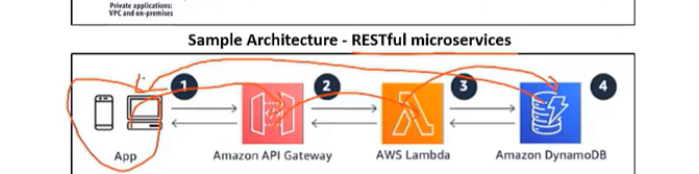 Private applications:
VPC and on-premises
Sample Architecture - RESTful microservices
1 2 3 4
App Amazon API Gateway AWS Lambda Amazon DynamoDB